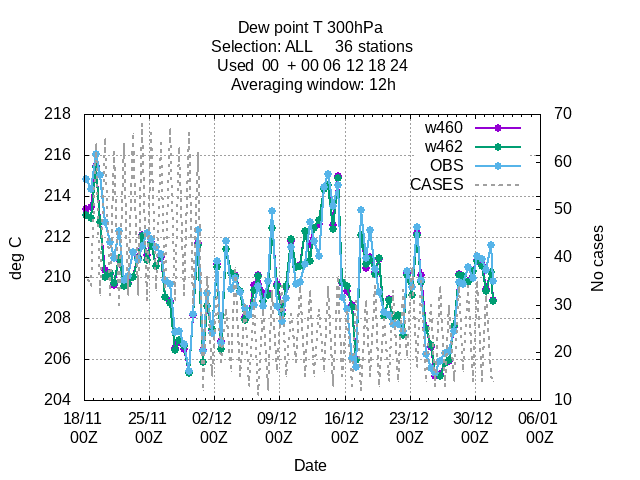 Dew point T 300hPa
Selection: ALL 36 stations
Used 00 + 00 06 12 18 24
Averaging window: 12h
218
216
214
212
210
208
206
204
deg C
70
60
50
40
30
20
10
No cases
w460
w462
OBS
CASES
18/11 25/11 02/12 09/12 16/12 23/12 30/12 06/01
00Z 00Z 00Z 00Z 00Z 00Z 00Z 00Z
Date